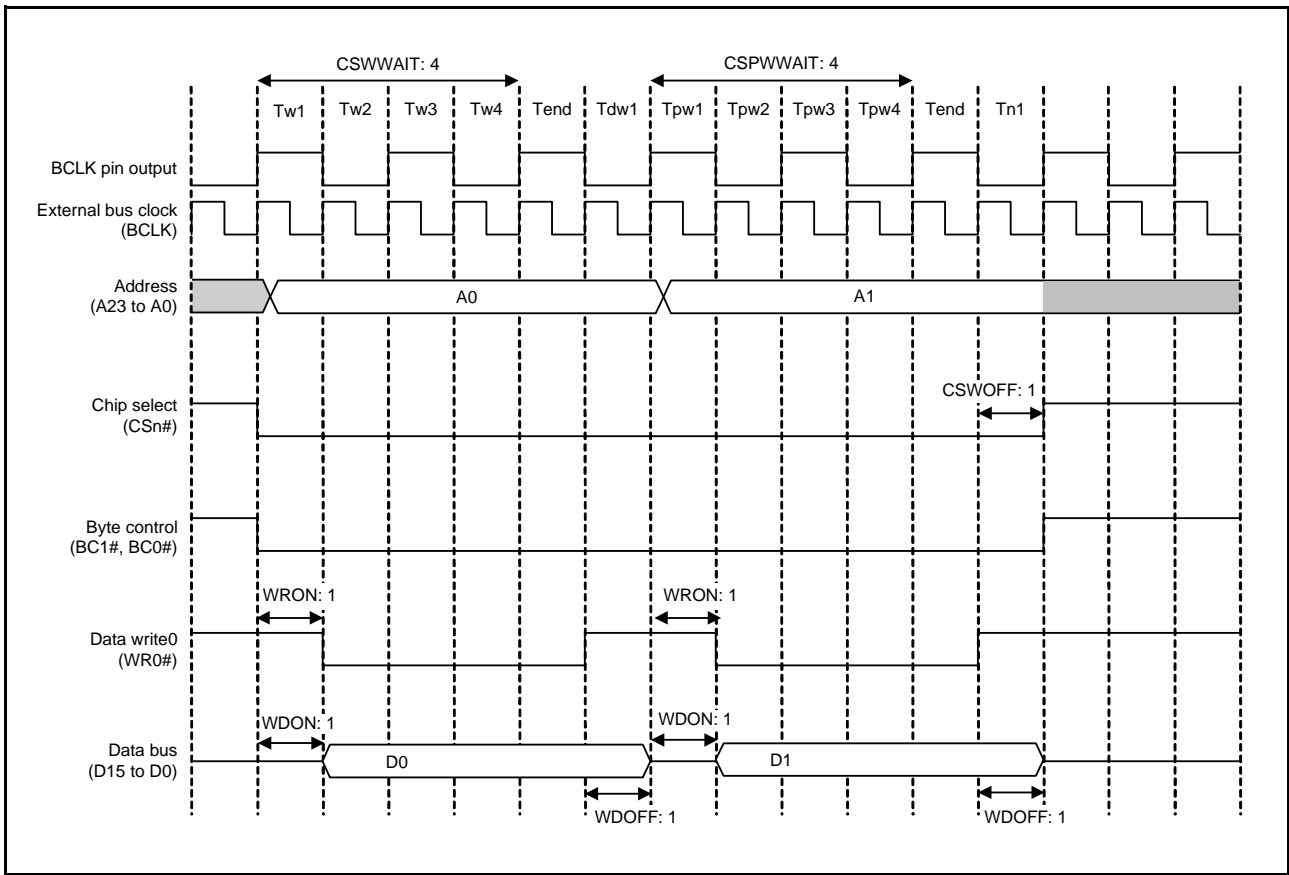 CSWWAIT: 4 CSPWWAIT: 4
Tw1 Tw2 Tw3 Tw4 Tend Tdw1 Tpw1 Tpw2 Tpw3 Tpw4 Tend Tn1
BCLK pin output
External bus clock
(BCLK)
Address
(A23 to A0)
A0 A1
CSWOFF: 1
Chip select
(CSn#)
Byte control
(BC1#, BC0#)
WRON: 1 WRON: 1
Data write0
(WR0#)
WDON: 1 WDON: 1
Data bus
(D15 to D0)
D0 D1
WDOFF: 1 WDOFF: 1